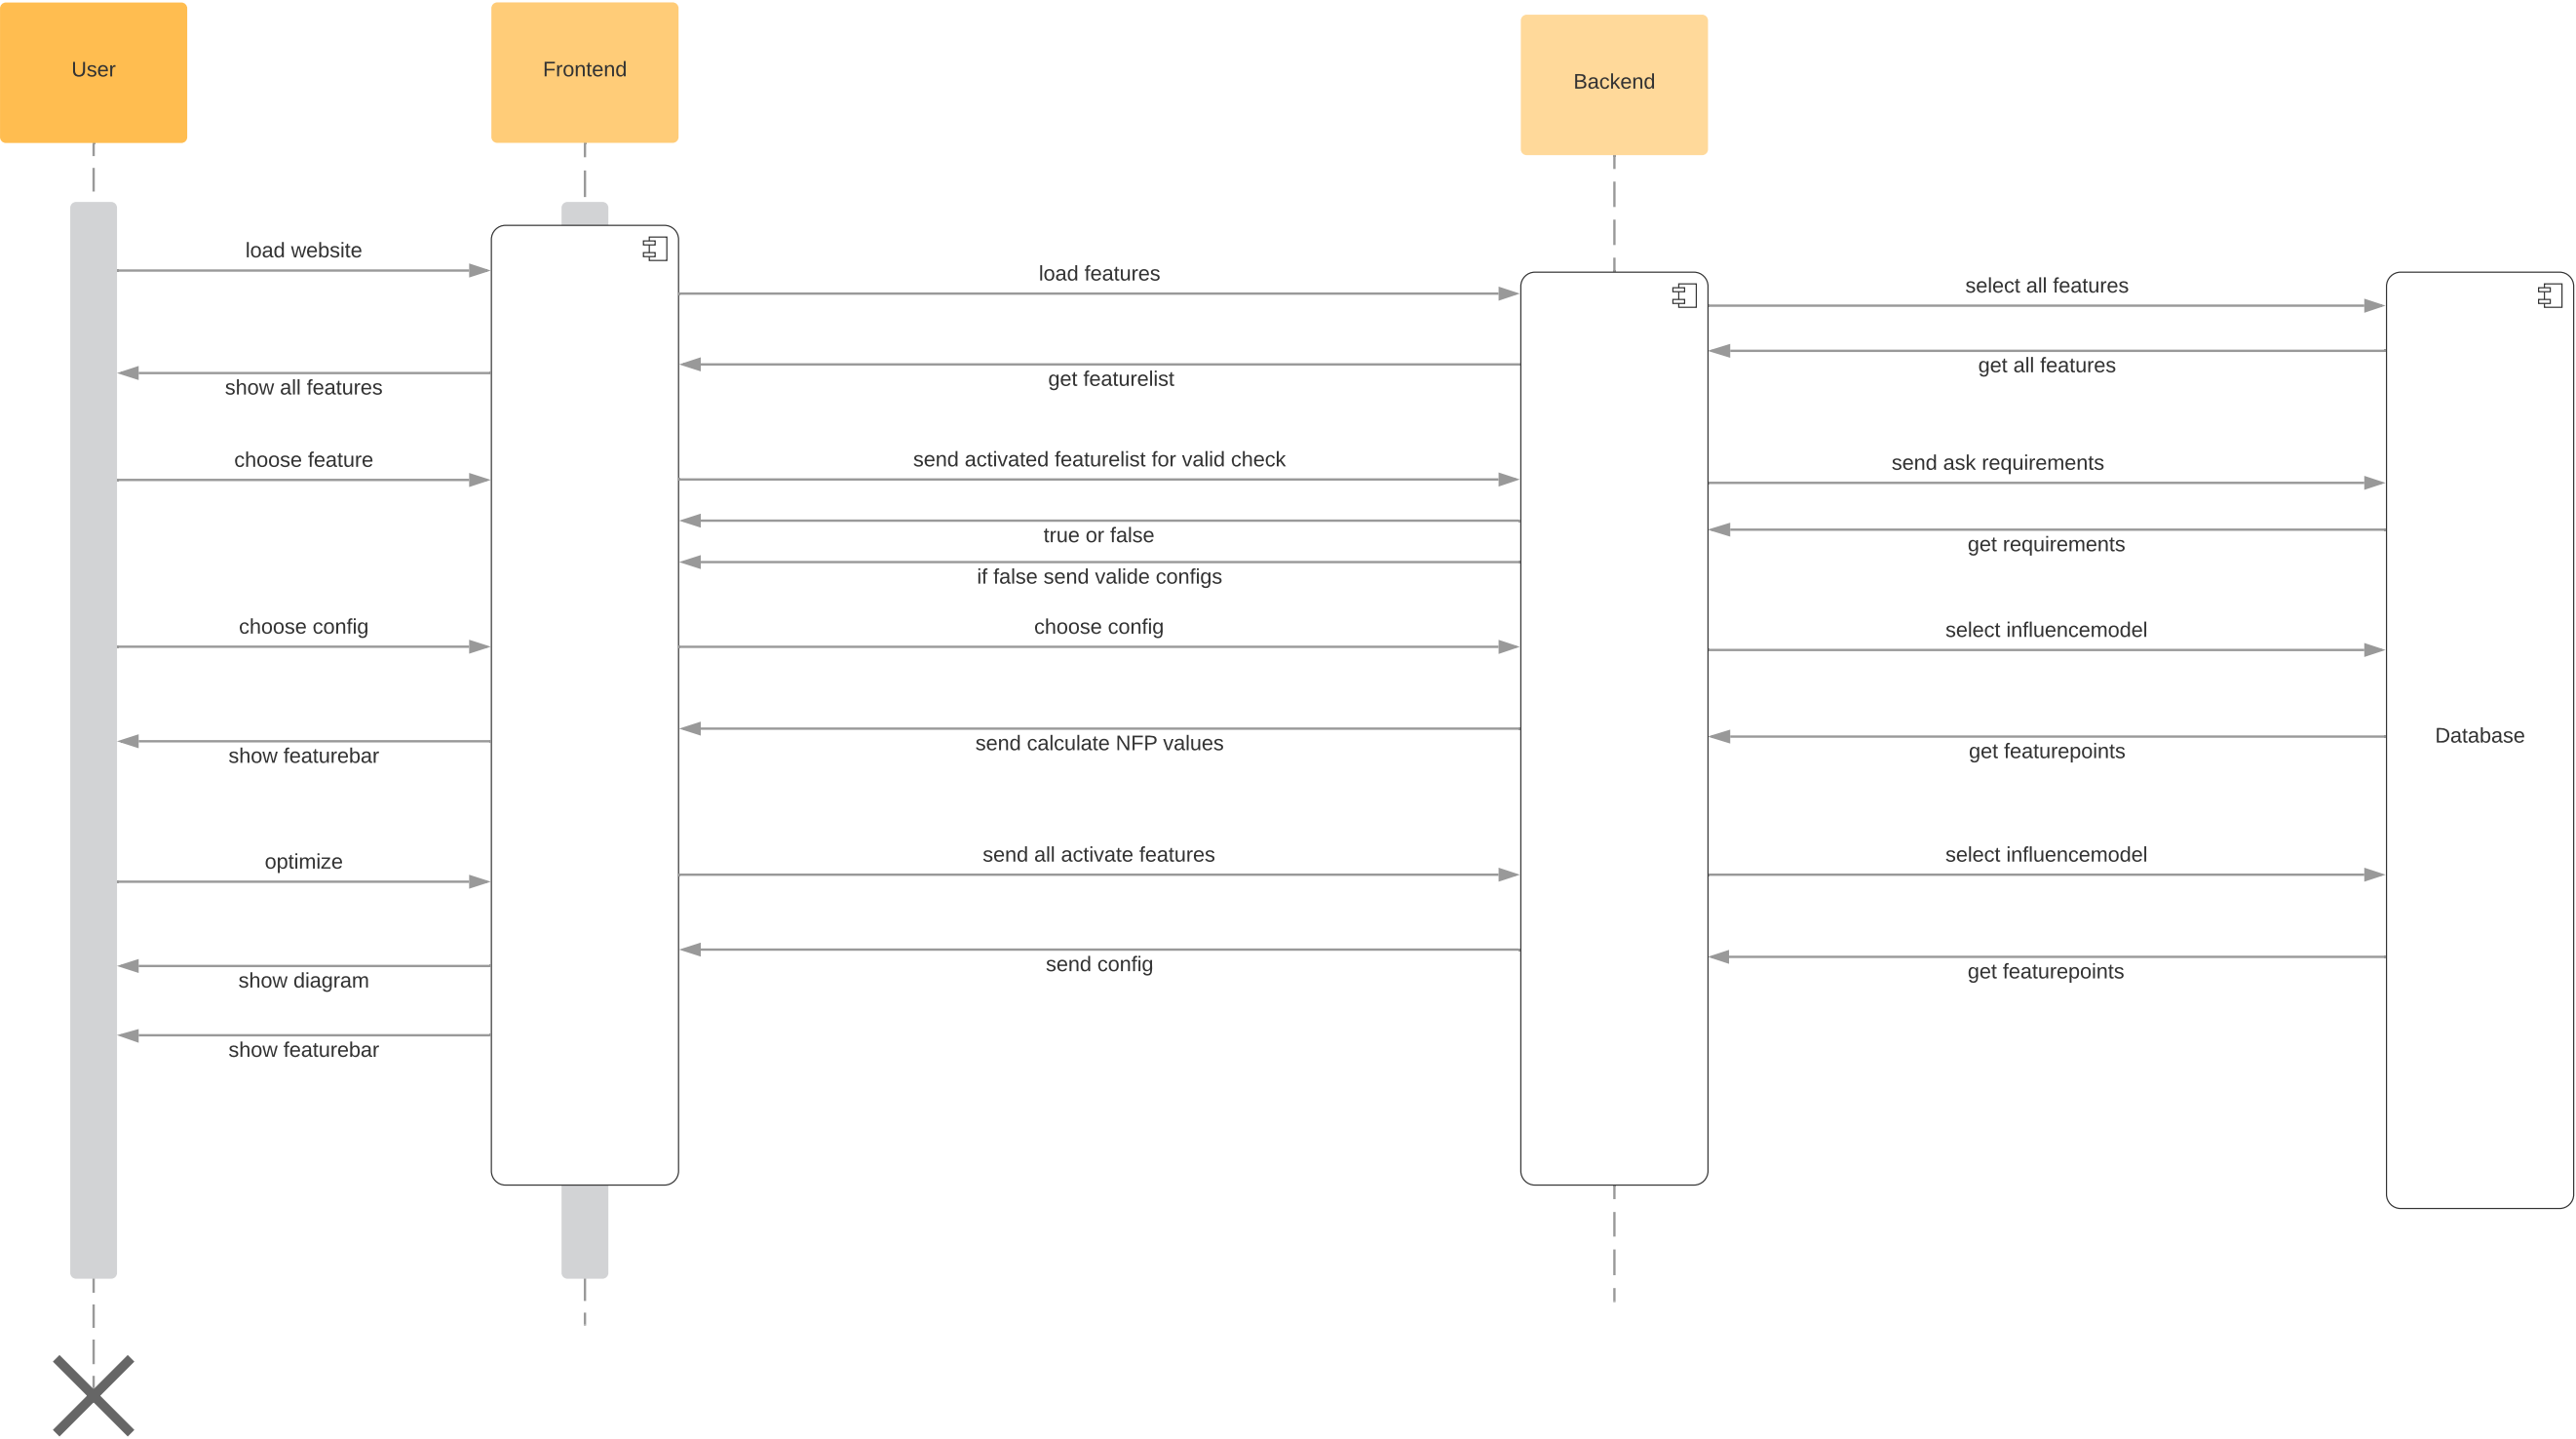 User
Frontend
Backend
load website
load features
select all features
get all features
get featurelist
show all features
choose feature
send activated featurelist for valid check
send ask requirements
true or false
get requirements
if false send valide configs
choose config
choose config
select influencemodel
send calculate NFP values
Database
show featurebar
get featurepoints
optimize
send all activate features
select influencemodel
send config
get featurepoints
show diagram
show featurebar